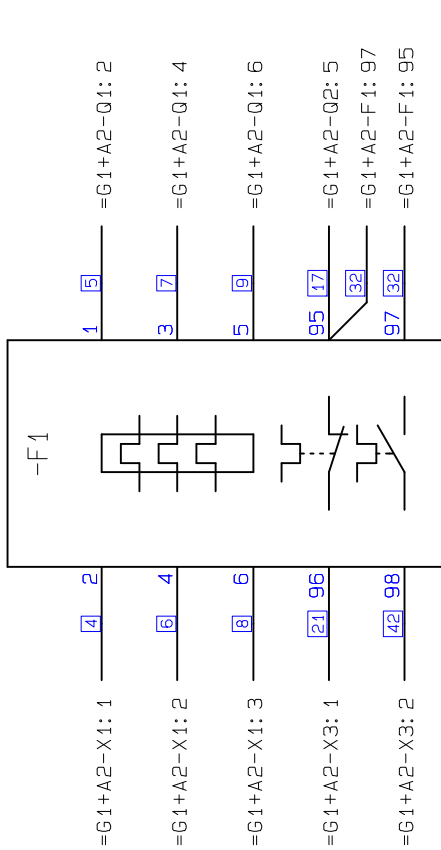 -F1
=G1+A2-X1:1 4 2 1 5 =G1+A2-Q1:2
=G1+A2-X1:2 6 4 3 7 =G1+A2-Q1:4
=G1+A2-X1:3 8 6 5 9 =G1+A2-Q1:6
=G1+A2-X3:1 21 96 95 17 =G1+A2-Q2:5
32 =G1+A2-F1:97
=G1+A2-X3:2 42 98 97 32 =G1+A2-F1:95